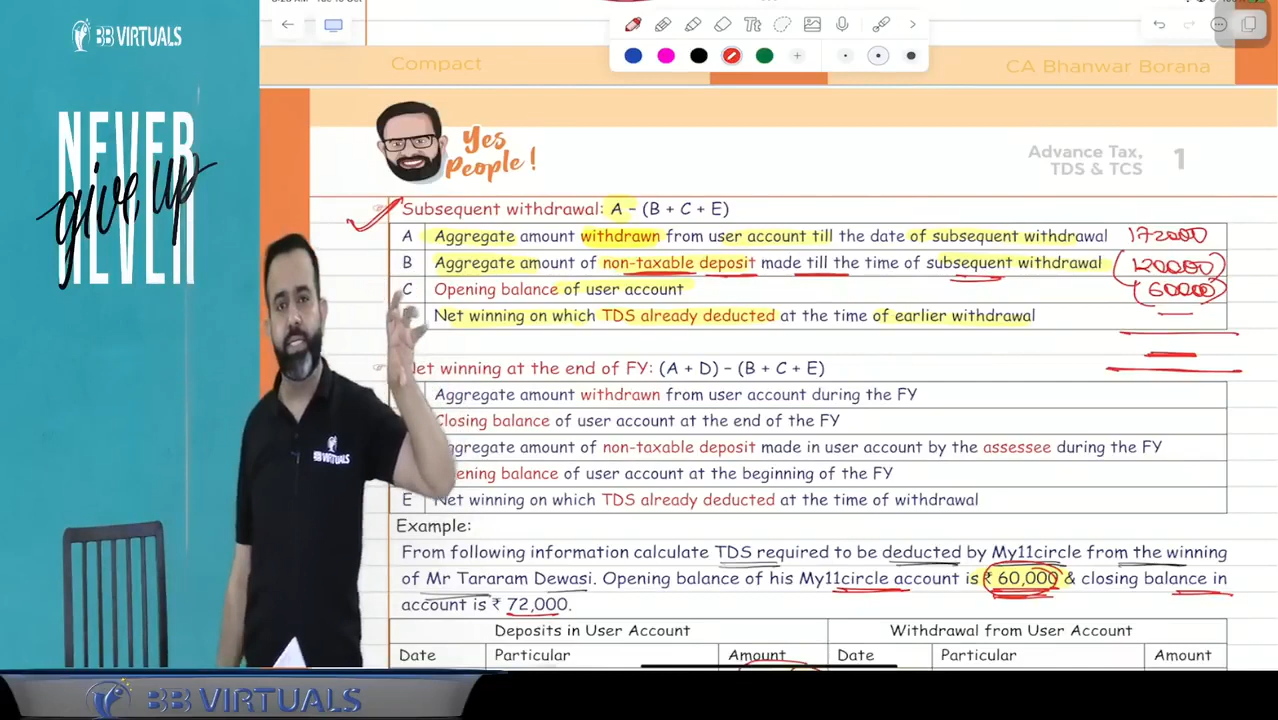 BB VIRTUALS
NEVER
give up
NEVER
Compact
CA Bhanwar Borana
Yes
People!
Advance Tax,
TDS & TCS
1
Subsequent withdrawal: A – (B + C + E)
A Aggregate amount withdrawn from user account till the date of subsequent withdrawal 172000
B Aggregate amount of non-taxable deposit made till the time of subsequent withdrawal (120000)
C Opening balance of user account (60000)
Net winning on which TDS already deducted at the time of earlier withdrawal —
et winning at the end of FY: (A + D) – (B + C + E)
Aggregate amount withdrawn from user account during the FY
Closing balance of user account at the end of the FY
ggregate amount of non-taxable deposit made in user account by the assessee during the FY
pening balance of user account at the beginning of the FY
E Net winning on which TDS already deducted at the time of withdrawal
Example:
From following information calculate TDS required to be deducted by My11circle from the winning
of Mr Tararam Dewasi. Opening balance of his My11circle account is ₹ 60,000 & closing balance in
account is ₹ 72,000.
Deposits in User Account Withdrawal from User Account
Date Particular Amount Date Particular Amount
BB VIRTUALS
BB VIRTUALS